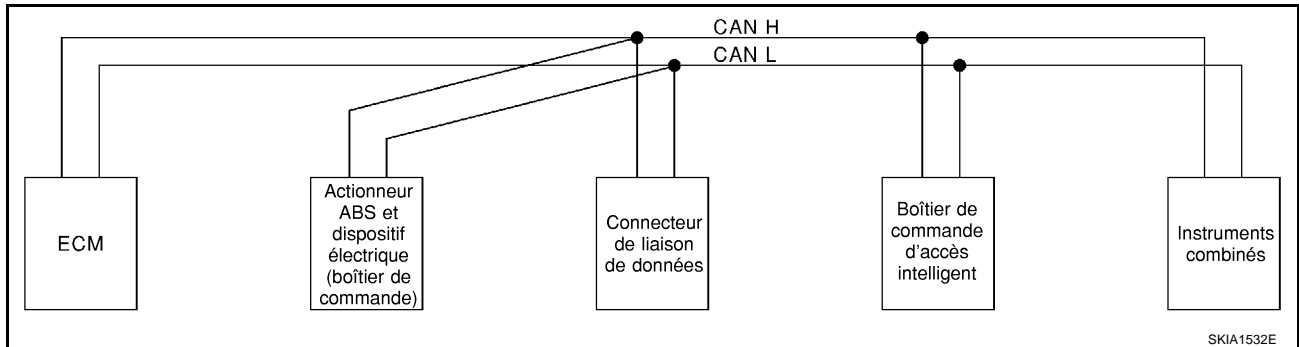 CAN H
CAN L
ECM
Actionneur
ABS et
dispositif
électrique
(boîtier de
commande)
Connecteur
de liaison
de données
Boîtier de
commande
d'accès
intelligent
Instruments
combinés
SKIA1532E